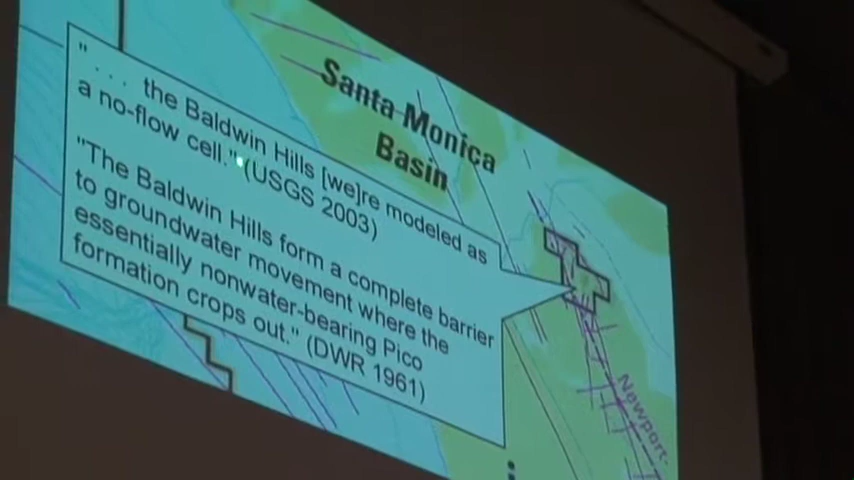 Santa Monica
Basin
" . . . the Baldwin Hills [we]re modeled as
a no-flow cell." (USGS 2003)
"The Baldwin Hills form a complete barrier
to groundwater movement where the
essentially nonwater-bearing Pico
formation crops out." (DWR 1961)
Newport-